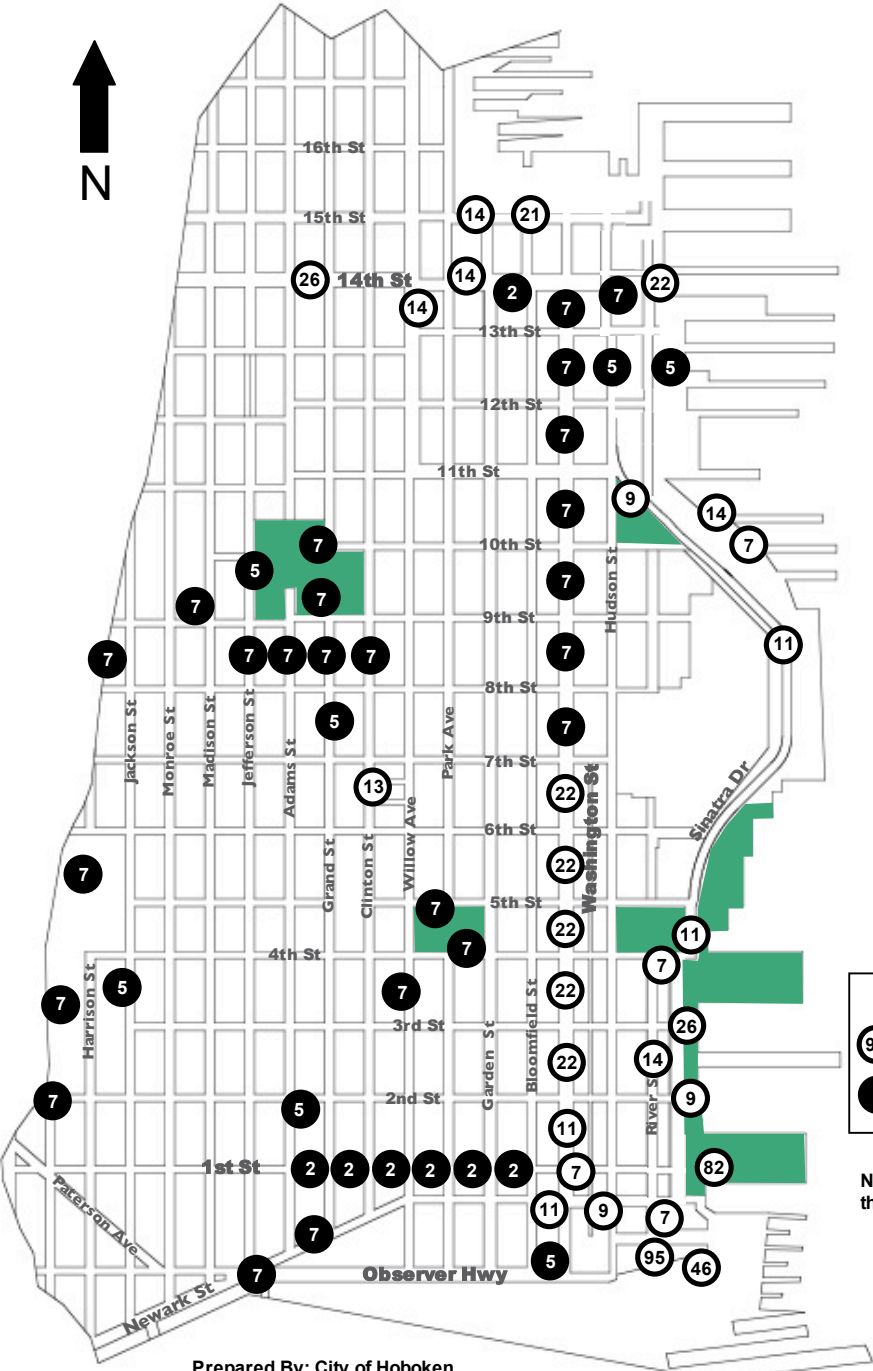 N
16th St
15th St
14
21
26
14th St
14
22
14
2
7
7
13th St
7
5
5
12th St
7
11th St
9
14
7
7
10th St
7
5
7
7
7
Hudson St
9th St
11
7
7
7
7
7
7
8th St
Jackson St
Monroe St
Madison St
Jefferson St
Adams St
5
Park Ave
7
7th St
Washington St
Sinatra Dr
13
22
6th St
Grand St
Clinton St
Willow Ave
22
7
5th St
7
22
11
7
4th St
7
Harrison St
5
7
7
22
3rd St
26
Garden St
Bloomfield St
22
14
River S
7
5
2nd St
9
11
1st St
2
2
2
2
2
2
7
82
Paterson Ave
11
9
7
7
5
95
46
7
Observer Hwy
Newark St
9
N
th
Prepared By: City of Hoboken